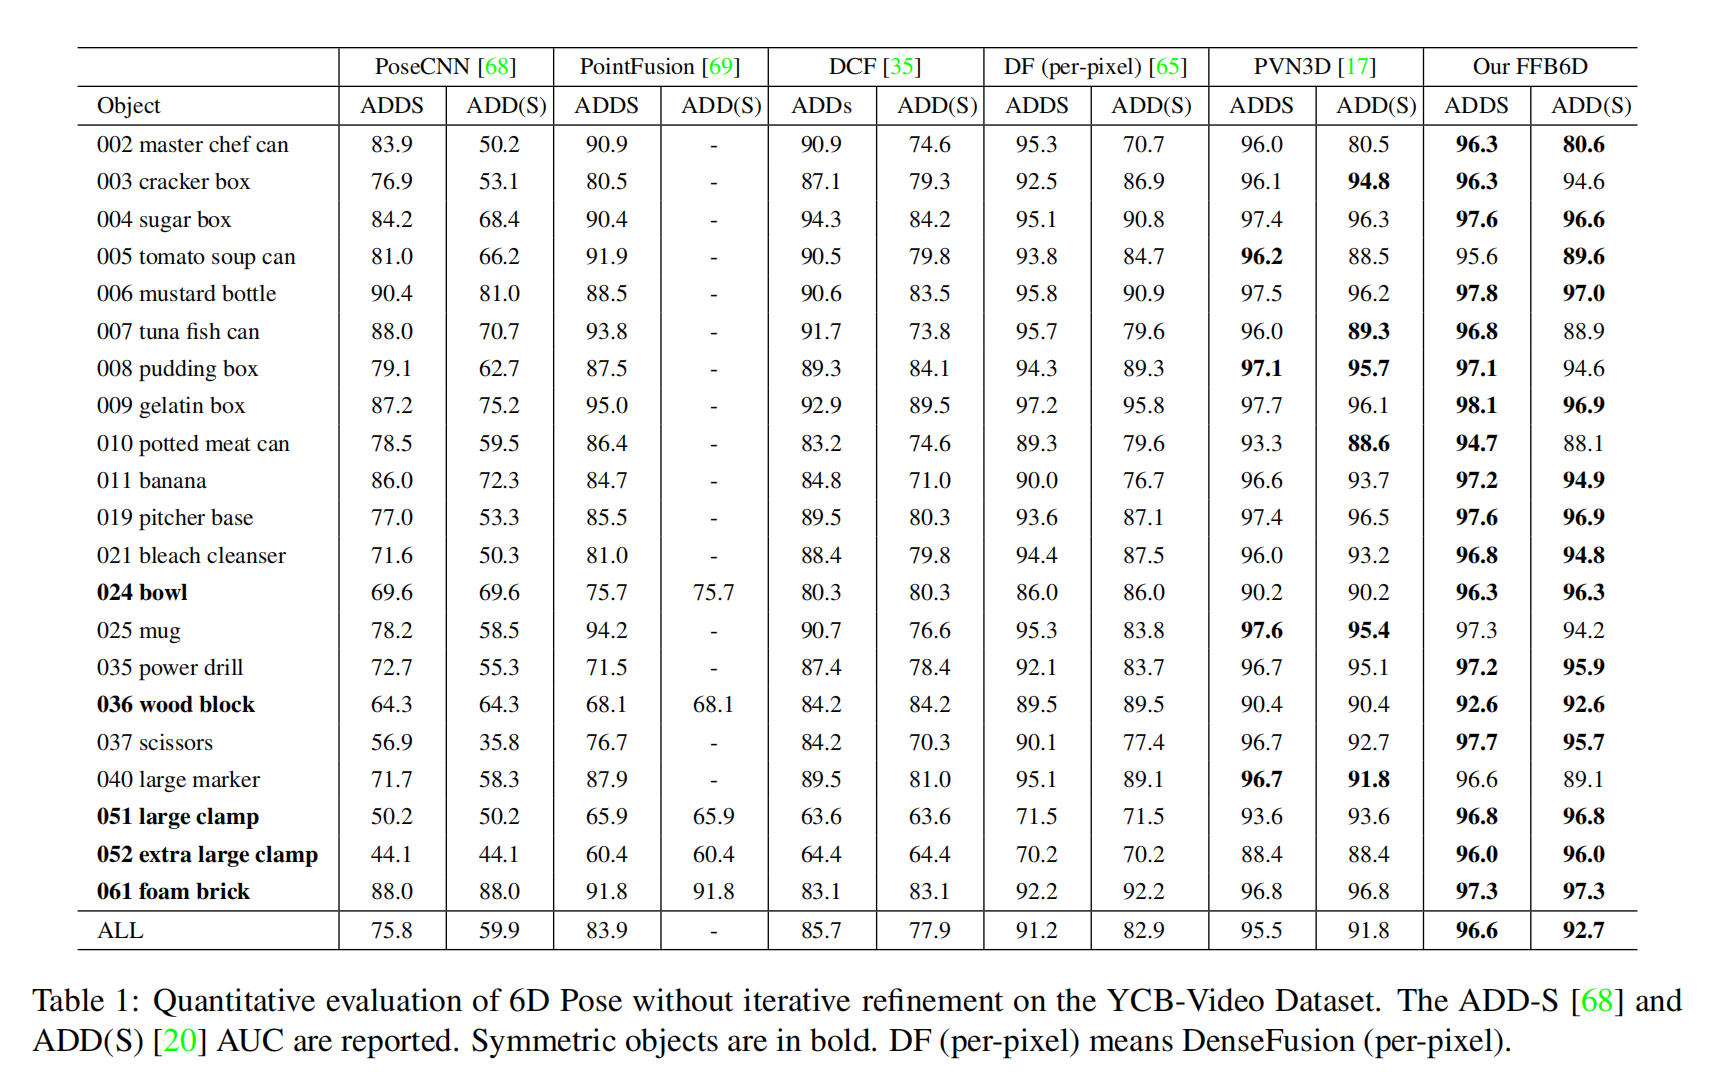 PoseCNN [68] PointFusion [69] DCF [35] DF (per-pixel) [65] PVN3D [17] Our FFB6D
Object ADDS ADD(S) ADDS ADD(S) ADDs ADD(S) ADDS ADD(S) ADDS ADD(S) ADDS ADD(S)
002 master chef can 83.9 50.2 90.9 - 90.9 74.6 95.3 70.7 96.0 80.5 96.3 80.6
003 cracker box 76.9 53.1 80.5 - 87.1 79.3 92.5 86.9 96.1 94.8 96.3 94.6
004 sugar box 84.2 68.4 90.4 - 94.3 84.2 95.1 90.8 97.4 96.3 97.6 96.6
005 tomato soup can 81.0 66.2 91.9 - 90.5 79.8 93.8 84.7 96.2 88.5 95.6 89.6
006 mustard bottle 90.4 81.0 88.5 - 90.6 83.5 95.8 90.9 97.5 96.2 97.8 97.0
007 tuna fish can 88.0 70.7 93.8 - 91.7 73.8 95.7 79.6 96.0 89.3 96.8 88.9
008 pudding box 79.1 62.7 87.5 - 89.3 84.1 94.3 89.3 97.1 95.7 97.1 94.6
009 gelatin box 87.2 75.2 95.0 - 92.9 89.5 97.2 95.8 97.7 96.1 98.1 96.9
010 potted meat can 78.5 59.5 86.4 - 83.2 74.6 89.3 79.6 93.3 88.6 94.7 88.1
011 banana 86.0 72.3 84.7 - 84.8 71.0 90.0 76.7 96.6 93.7 97.2 94.9
019 pitcher base 77.0 53.3 85.5 - 89.5 80.3 93.6 87.1 97.4 96.5 97.6 96.9
021 bleach cleanser 71.6 50.3 81.0 - 88.4 79.8 94.4 87.5 96.0 93.2 96.8 94.8
024 bowl 69.6 69.6 75.7 75.7 80.3 80.3 86.0 86.0 90.2 90.2 96.3 96.3
025 mug 78.2 58.5 94.2 - 90.7 76.6 95.3 83.8 97.6 95.4 97.3 94.2
035 power drill 72.7 55.3 71.5 - 87.4 78.4 92.1 83.7 96.7 95.1 97.2 95.9
036 wood block 64.3 64.3 68.1 68.1 84.2 84.2 89.5 89.5 90.4 90.4 92.6 92.6
037 scissors 56.9 35.8 76.7 - 84.2 70.3 90.1 77.4 96.7 92.7 97.7 95.7
040 large marker 71.7 58.3 87.9 - 89.5 81.0 95.1 89.1 96.7 91.8 96.6 89.1
051 large clamp 50.2 50.2 65.9 65.9 63.6 63.6 71.5 71.5 93.6 93.6 96.8 96.8
052 extra large clamp 44.1 44.1 60.4 60.4 64.4 64.4 70.2 70.2 88.4 88.4 96.0 96.0
061 foam brick 88.0 88.0 91.8 91.8 83.1 83.1 92.2 92.2 96.8 96.8 97.3 97.3
ALL 75.8 59.9 83.9 - 85.7 77.9 91.2 82.9 95.5 91.8 96.6 92.7
Table 1: Quantitative evaluation of 6D Pose without iterative refinement on the YCB-Video Dataset. The ADD-S [68] and
ADD(S) [20] AUC are reported. Symmetric objects are in bold. DF (per-pixel) means DenseFusion (per-pixel).